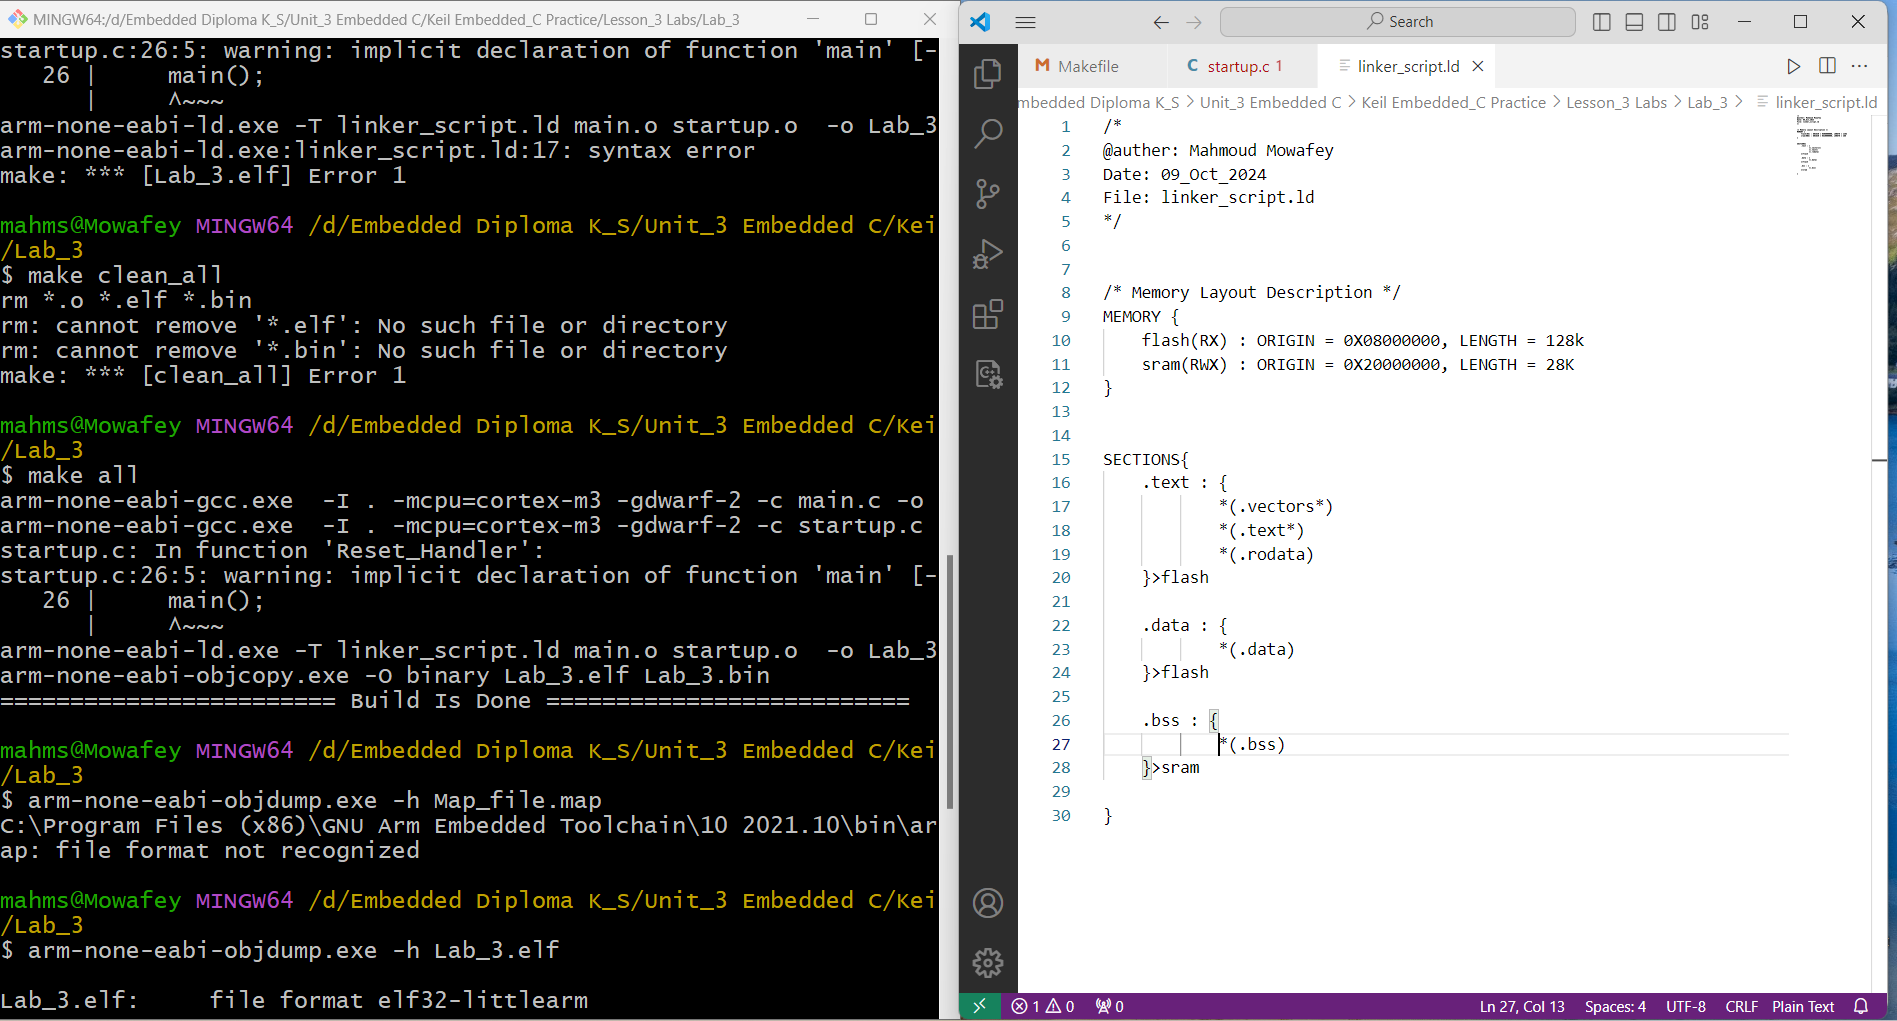 MINGW64:/d/Embedded Diploma K_S/Unit_3 Embedded C/Keil Embedded_C Practice/Lesson_3 Labs/Lab_3
startup.c:26:5: warning: implicit declaration of function 'main' [-
   26 |     main();
      |     ^~~~
arm-none-eabi-ld.exe -T linker_script.ld main.o startup.o  -o Lab_3
arm-none-eabi-ld.exe:linker_script.ld:17: syntax error
make: *** [Lab_3.elf] Error 1
mahms@Mowafey MINGW64 /d/Embedded Diploma K_S/Unit_3 Embedded C/Kei
/Lab_3
$ make clean_all
rm *.o *.elf *.bin
rm: cannot remove '*.elf': No such file or directory
rm: cannot remove '*.bin': No such file or directory
make: *** [clean_all] Error 1
mahms@Mowafey MINGW64 /d/Embedded Diploma K_S/Unit_3 Embedded C/Kei
/Lab_3
$ make all
arm-none-eabi-gcc.exe  -I . -mcpu=cortex-m3 -gdwarf-2 -c main.c -o
arm-none-eabi-gcc.exe  -I . -mcpu=cortex-m3 -gdwarf-2 -c startup.c
startup.c: In function 'Reset_Handler':
startup.c:26:5: warning: implicit declaration of function 'main' [-
   26 |     main();
      |     ^~~~
arm-none-eabi-ld.exe -T linker_script.ld main.o startup.o  -o Lab_3
arm-none-eabi-objcopy.exe -O binary Lab_3.elf Lab_3.bin
======================== Build Is Done ==========================
mahms@Mowafey MINGW64 /d/Embedded Diploma K_S/Unit_3 Embedded C/Kei
/Lab_3
$ arm-none-eabi-objdump.exe -h Map_file.map
C:\Program Files (x86)\GNU Arm Embedded Toolchain\10 2021.10\bin\ar
ap: file format not recognized
mahms@Mowafey MINGW64 /d/Embedded Diploma K_S/Unit_3 Embedded C/Kei
/Lab_3
$ arm-none-eabi-objdump.exe -h Lab_3.elf
Lab_3.elf:     file format elf32-littlearm
Search
M Makefile
C startup.c 1
linker_script.ld
mbedded Diploma K_S > Unit_3 Embedded C > Keil Embedded_C Practice > Lesson_3 Labs > Lab_3 > linker_script.ld
1 /*
2 @auther: Mahmoud Mowafey
3 Date: 09_Oct_2024
4 File: linker_script.ld
5 */
6
7
8 /* Memory Layout Description */
9 MEMORY {
10     flash(RX) : ORIGIN = 0X08000000, LENGTH = 128k
11     sram(RWX) : ORIGIN = 0X20000000, LENGTH = 28K
12 }
13
14
15 SECTIONS{
16     .text : {
17             *(.vectors*)
18             *(.text*)
19             *(.rodata)
20     }>flash
21
22     .data : {
23             *(.data)
24     }>flash
25
26     .bss : {
27             *(.bss)
28     }>sram
29
30 }
1 0 0
Ln 27, Col 13 Spaces: 4 UTF-8 CRLF Plain Text